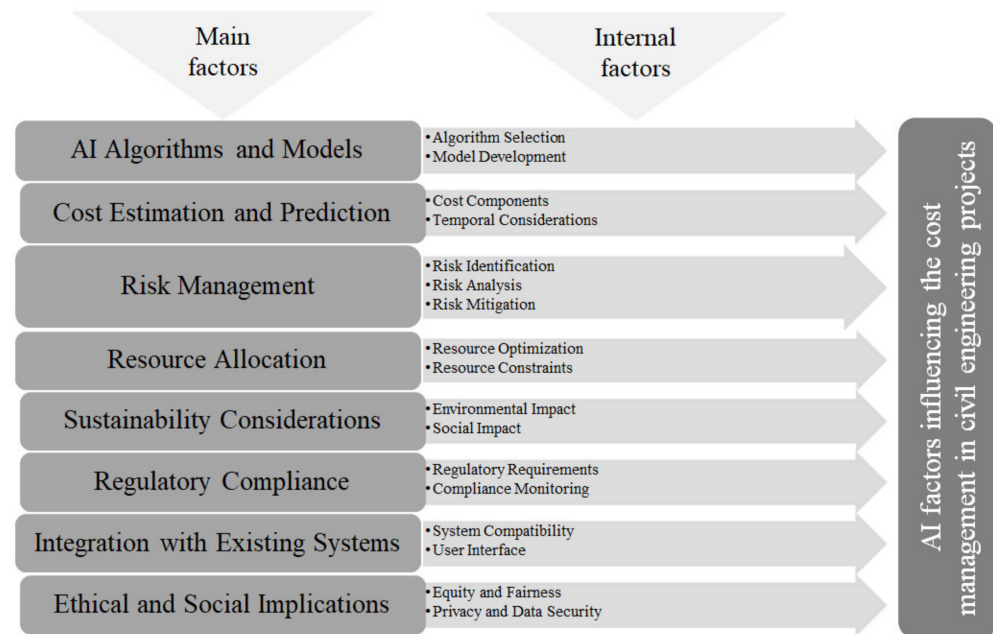 Main
factors
Internal
factors
AI Algorithms and Models
•Algorithm Selection
•Model Development
Cost Estimation and Prediction
•Cost Components
•Temporal Considerations
Risk Management
•Risk Identification
•Risk Analysis
•Risk Mitigation
Resource Allocation
•Resource Optimization
•Resource Constraints
Sustainability Considerations
•Environmental Impact
•Social Impact
Regulatory Compliance
•Regulatory Requirements
•Compliance Monitoring
Integration with Existing Systems
•System Compatibility
•User Interface
Ethical and Social Implications
•Equity and Fairness
•Privacy and Data Security
AI factors influencing the cost
management in civil engineering projects